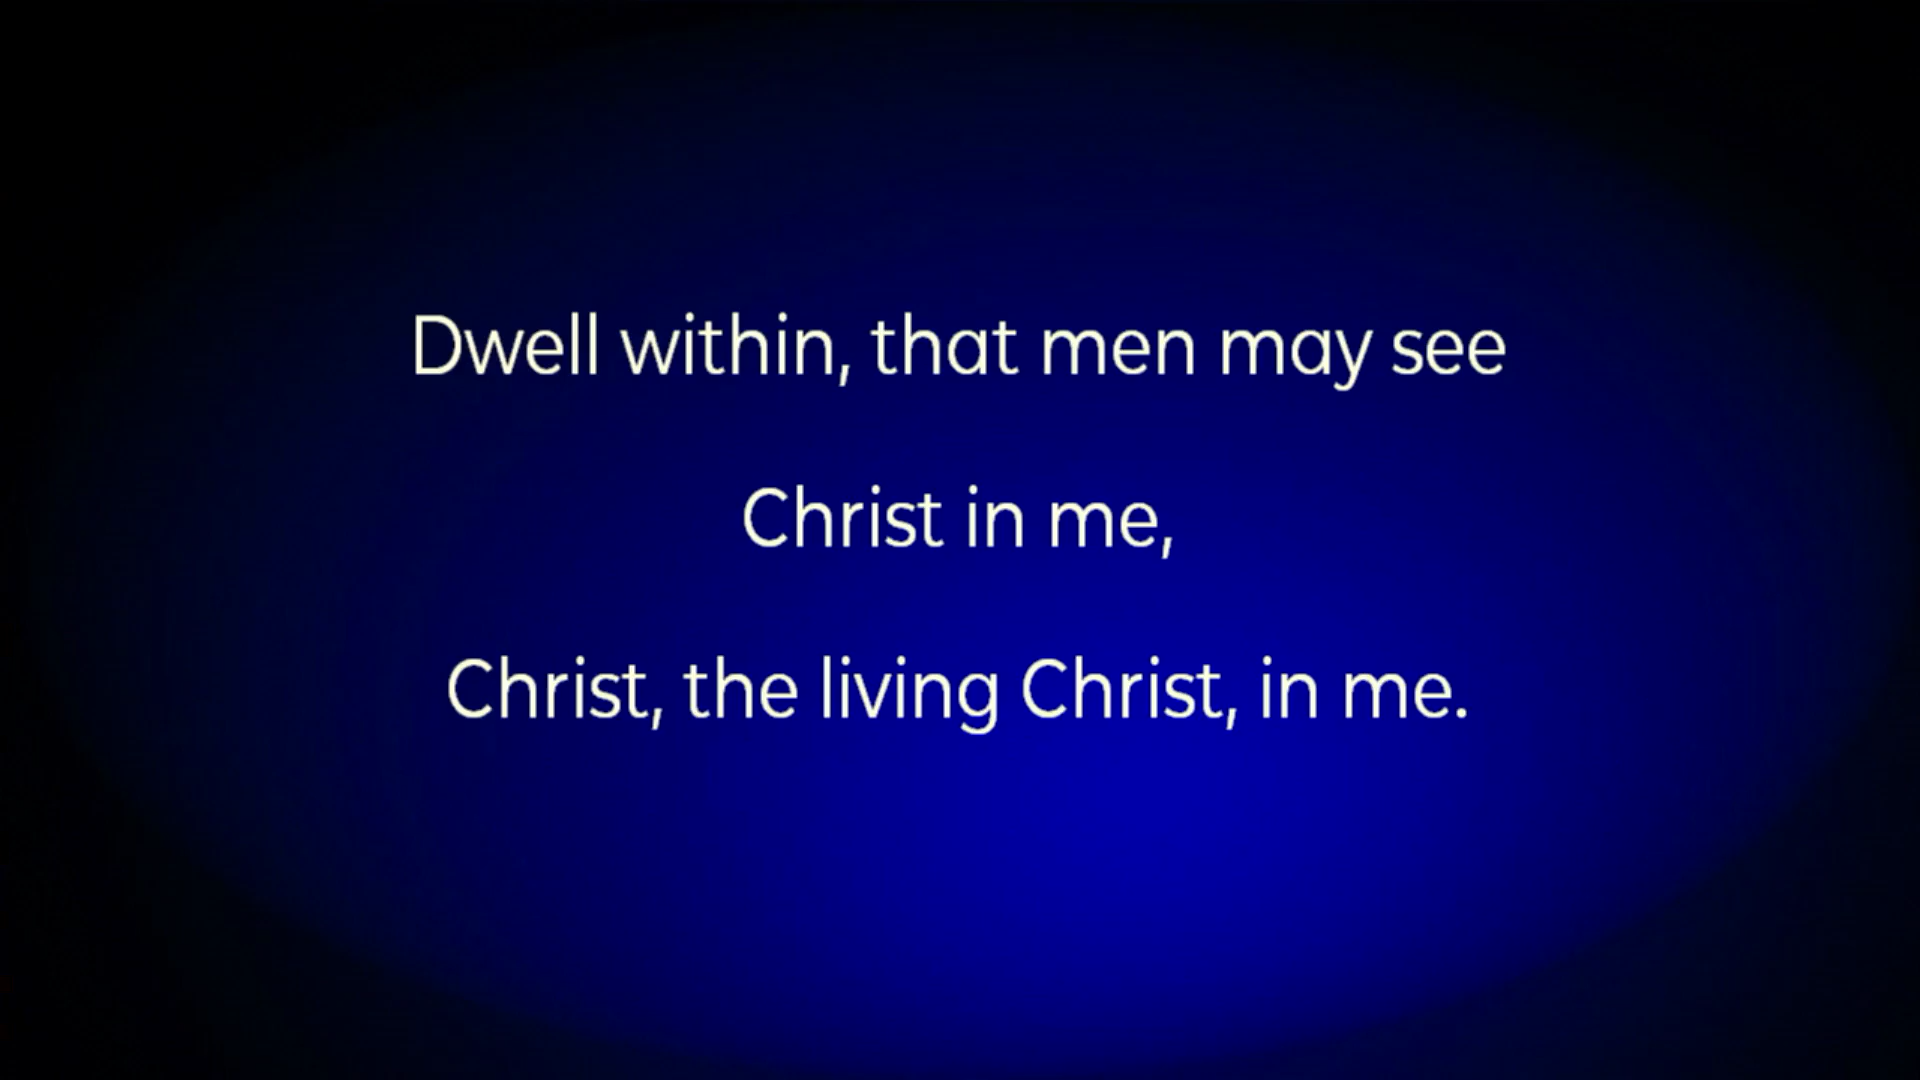 Dwell within, that men may see
Christ in me,
Christ, the living Christ, in me.